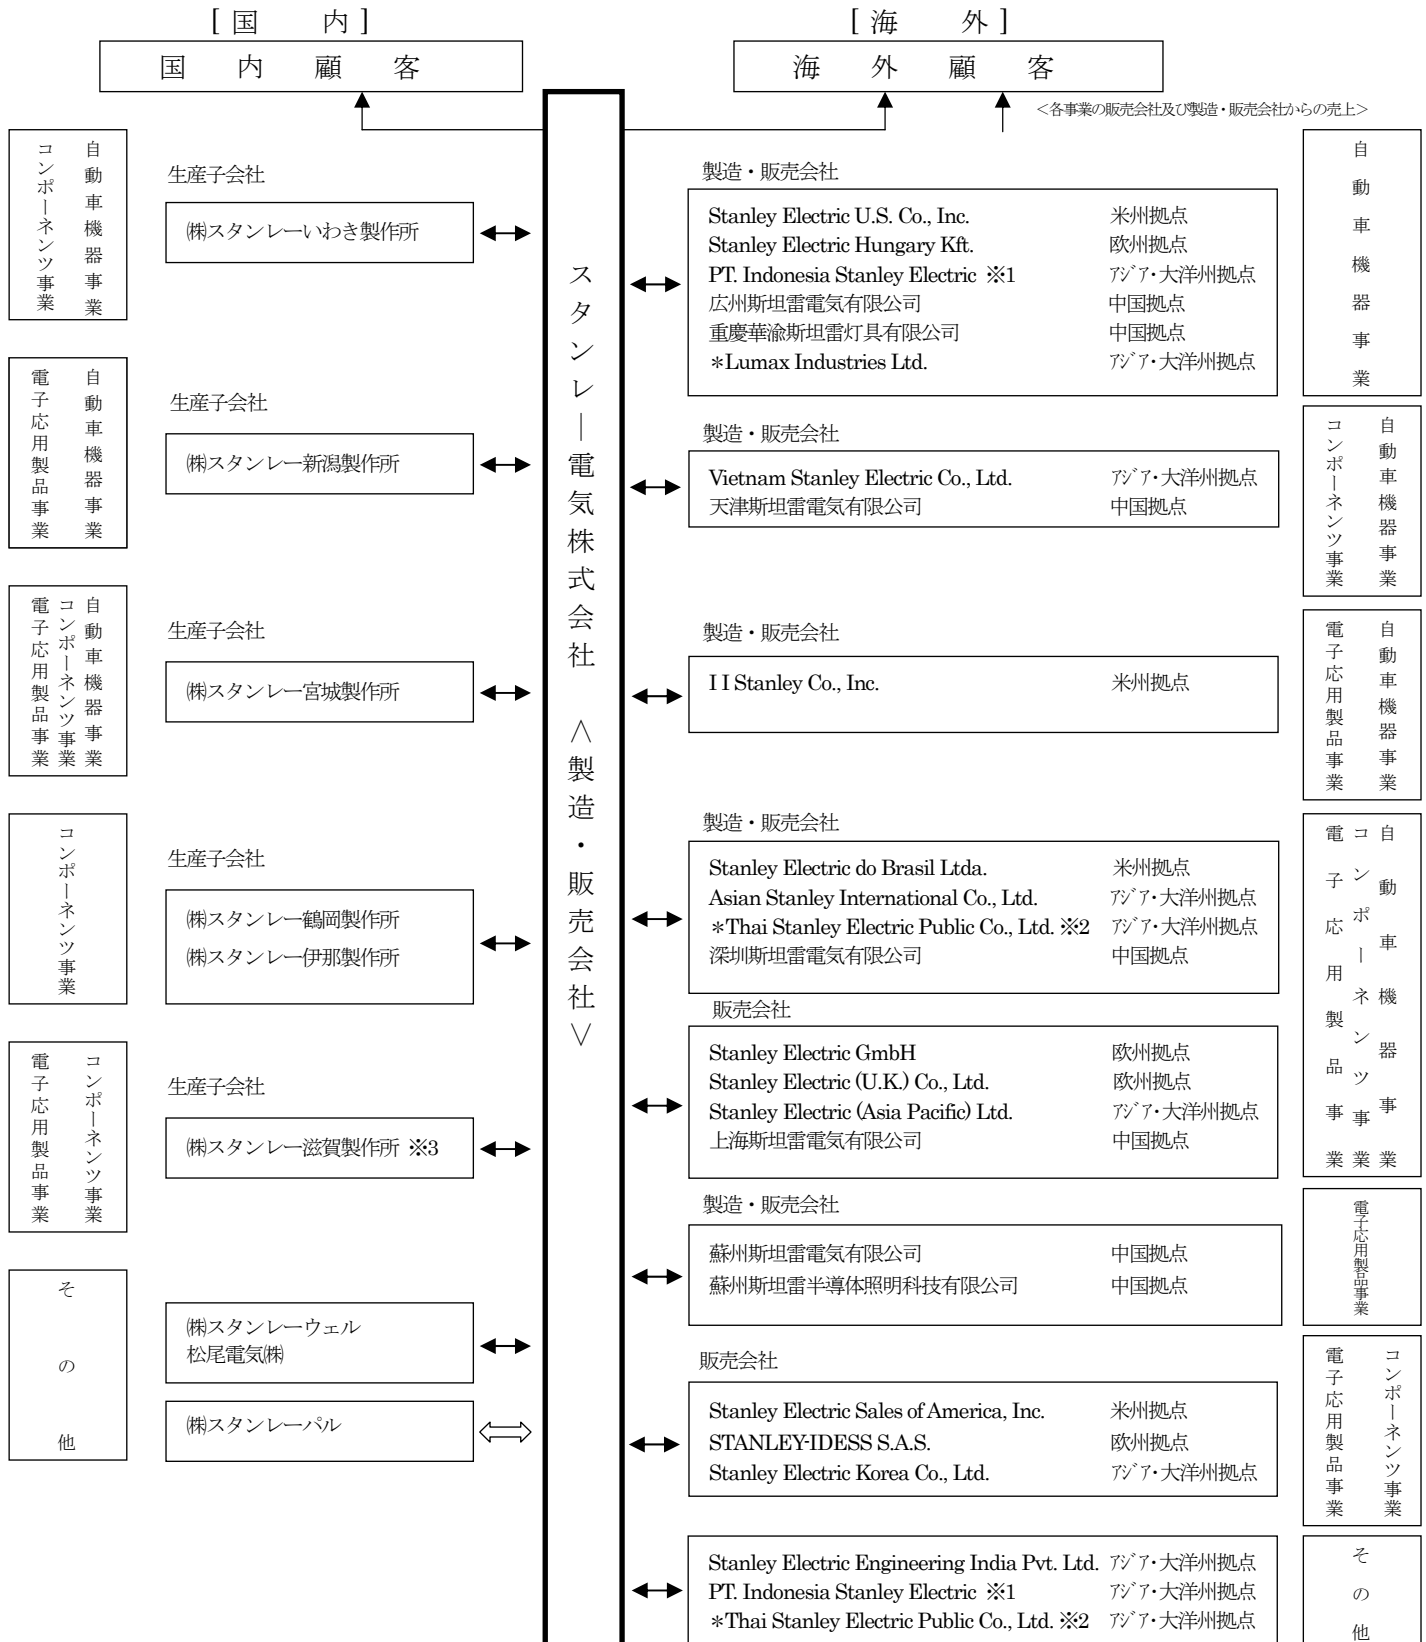 [国　　内]
国内顧客
[海　　外]
海外顧客
<各事業の販売会社及び製造・販売会社からの売上>
スタンレー電気株式会社　<製造・販売会社>
自動車機器事業
コンポーネンツ事業
生産子会社
㈱スタンレーいわき製作所
自動車機器事業
電子応用製品事業
生産子会社
㈱スタンレー新潟製作所
自動車機器事業
コンポーネンツ事業
電子応用製品事業
生産子会社
㈱スタンレー宮城製作所
コンポーネンツ事業
生産子会社
㈱スタンレー鶴岡製作所
㈱スタンレー伊那製作所
コンポーネンツ事業
電子応用製品事業
生産子会社
㈱スタンレー滋賀製作所 ※3
その他
㈱スタンレーウェル
松尾電気㈱
㈱スタンレーパル
製造・販売会社
Stanley Electric U.S. Co., Inc. 米州拠点
Stanley Electric Hungary Kft. 欧州拠点
PT. Indonesia Stanley Electric ※1 アジア・大洋州拠点
広州斯坦雷電気有限公司 中国拠点
重慶華渝斯坦雷灯具有限公司 中国拠点
*Lumax Industries Ltd. アジア・大洋州拠点
自動車機器事業
製造・販売会社
Vietnam Stanley Electric Co., Ltd. アジア・大洋州拠点
天津斯坦雷電気有限公司 中国拠点
自動車機器事業
コンポーネンツ事業
製造・販売会社
I I Stanley Co., Inc. 米州拠点
自動車機器事業
電子応用製品事業
製造・販売会社
Stanley Electric do Brasil Ltda. 米州拠点
Asian Stanley International Co., Ltd. アジア・大洋州拠点
*Thai Stanley Electric Public Co., Ltd. ※2 アジア・大洋州拠点
深圳斯坦雷電気有限公司 中国拠点
販売会社
Stanley Electric GmbH 欧州拠点
Stanley Electric (U.K.) Co., Ltd. 欧州拠点
Stanley Electric (Asia Pacific) Ltd. アジア・大洋州拠点
上海斯坦雷電気有限公司 中国拠点
自動車機器事業
コンポーネンツ事業
電子応用製品事業
製造・販売会社
蘇州斯坦雷電気有限公司 中国拠点
蘇州斯坦雷半導体照明科技有限公司 中国拠点
電子応用製品事業
販売会社
Stanley Electric Sales of America, Inc. 米州拠点
STANLEY-IDESS S.A.S. 欧州拠点
Stanley Electric Korea Co., Ltd. アジア・大洋州拠点
コンポーネンツ事業
電子応用製品事業
Stanley Electric Engineering India Pvt. Ltd. アジア・大洋州拠点
PT. Indonesia Stanley Electric ※1 アジア・大洋州拠点
*Thai Stanley Electric Public Co., Ltd. ※2 アジア・大洋州拠点
その他